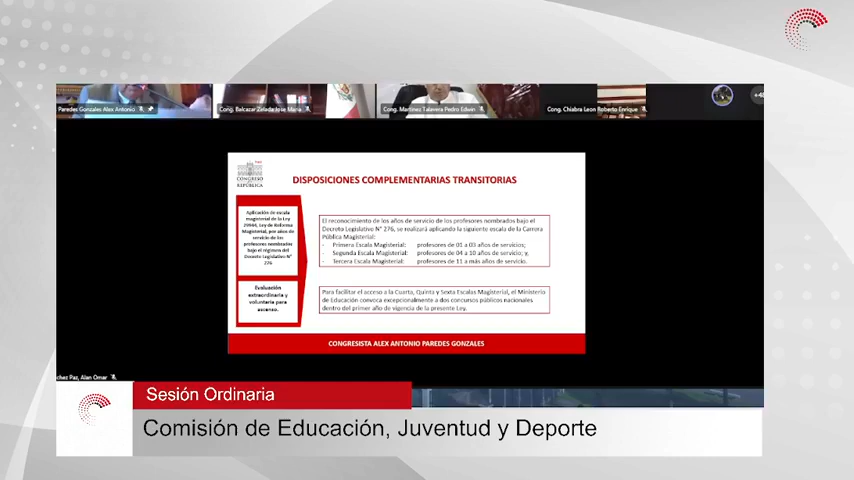 Paredes Gonzales Alex Antonio
Cong. Balcazar Zelada Jose Maria
Cong. Martinez Talavera Pedro Edwin
Cong. Chiabra Leon Roberto Enrique
CONGRESO
REPÚBLICA
DISPOSICIONES COMPLEMENTARIAS TRANSITORIAS
Aplicación de escala
magisterial de la Ley
29944, Ley de Reforma
Magisterial, por años de
servicio de los
profesores nombrados
bajo el régimen del
Decreto Legislativo N°
276
El reconocimiento de los años de servicio de los profesores nombrados bajo el
Decreto Legislativo N° 276, se realizará aplicando la siguiente escala de la Carrera
Pública Magisterial:
- Primera Escala Magisterial: profesores de 01 a 03 años de servicios;
- Segunda Escala Magisterial: profesores de 04 a 10 años de servicio; y,
- Tercera Escala Magisterial: profesores de 11 a más años de servicio.
Evaluación
extraordinaria y
voluntaria para
ascenso.
Para facilitar el acceso a la Cuarta, Quinta y Sexta Escalas Magisterial, el Ministerio
de Educación convoca excepcionalmente a dos concursos públicos nacionales
dentro del primer año de vigencia de la presente Ley.
CONGRESISTA ALEX ANTONIO PAREDES GONZALES
chez Paz, Alan Omar
Sesión Ordinaria
Comisión de Educación, Juventud y Deporte